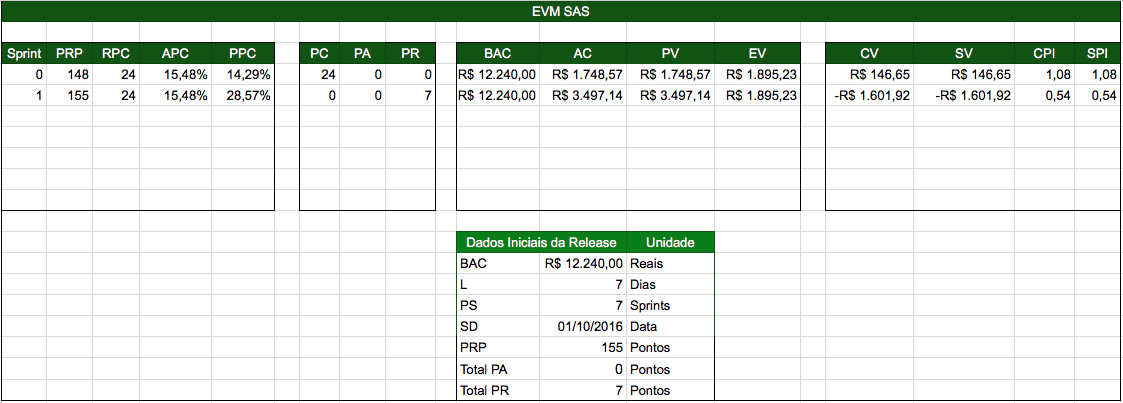 EVM SAS
Sprint PRP RPC APC PPC PC PA PR BAC AC PV EV CV SV CPI SPI
0 148 24 15,48% 14,29% 24 0 0 R$ 12.240,00 R$ 1.748,57 R$ 1.748,57 R$ 1.895,23 R$ 146,65 R$ 146,65 1,08 1,08
1 155 24 15,48% 28,57% 0 0 7 R$ 12.240,00 R$ 3.497,14 R$ 3.497,14 R$ 1.895,23 -R$ 1.601,92 -R$ 1.601,92 0,54 0,54
Dados Iniciais da Release Unidade
BAC R$ 12.240,00 Reais
L 7 Dias
PS 7 Sprints
SD 01/10/2016 Data
PRP 155 Pontos
Total PA 0 Pontos
Total PR 7 Pontos